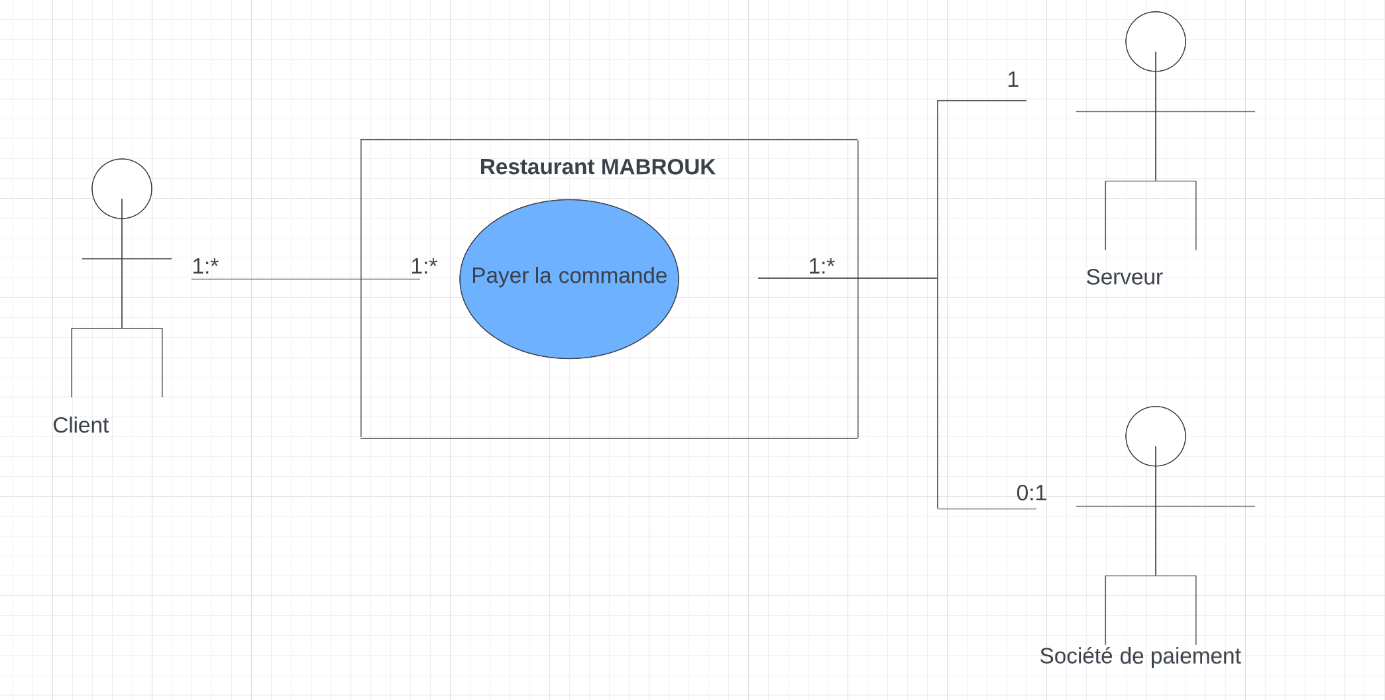 1
Restaurant MABROUK
1:*
1:*
Payer la commande
1:*
Serveur
Client
0:1
Société de paiement